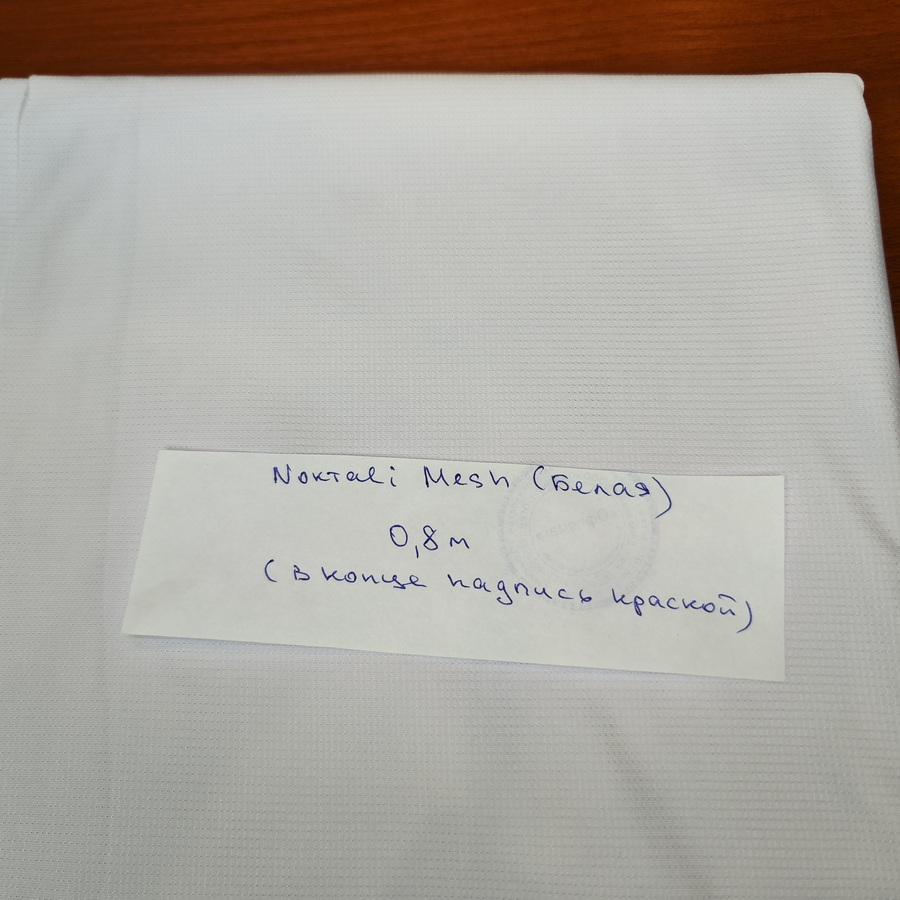 Noktali Mesh (Белая)
0,8 м
(в конце надпись краской)